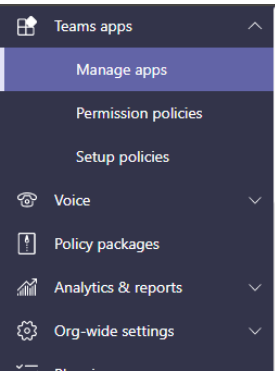 Teams apps
Manage apps
Permission policies
Setup policies
Voice
Policy packages
Analytics & reports
Org-wide settings